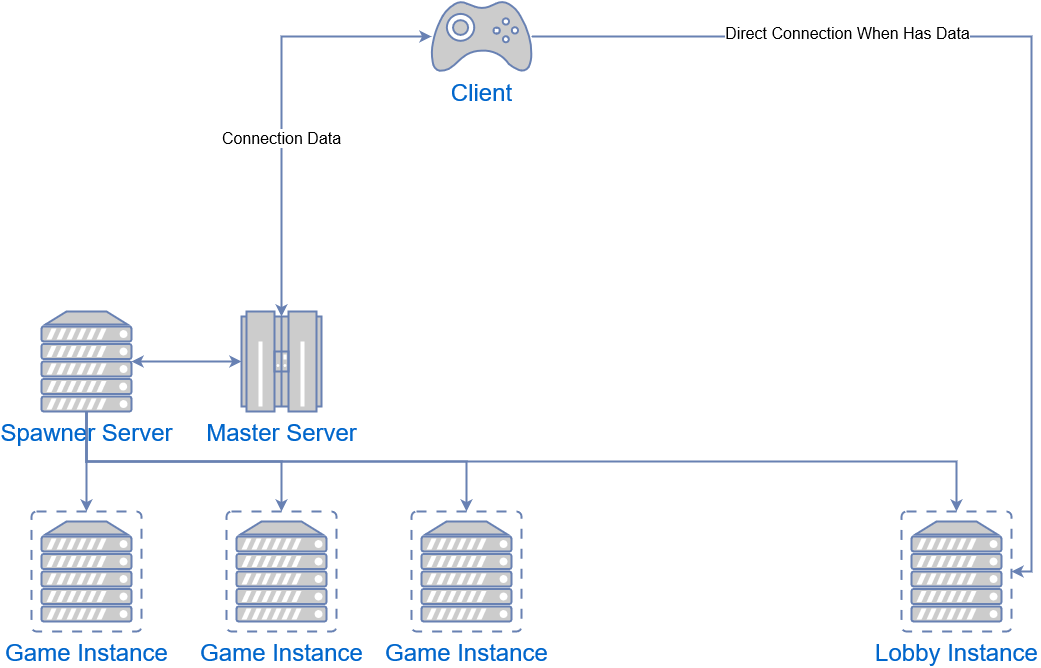 Direct Connection When Has Data
Client
Connection Data
Spawner Server
Master Server
Game Instance
Game Instance
Game Instance
Lobby Instance